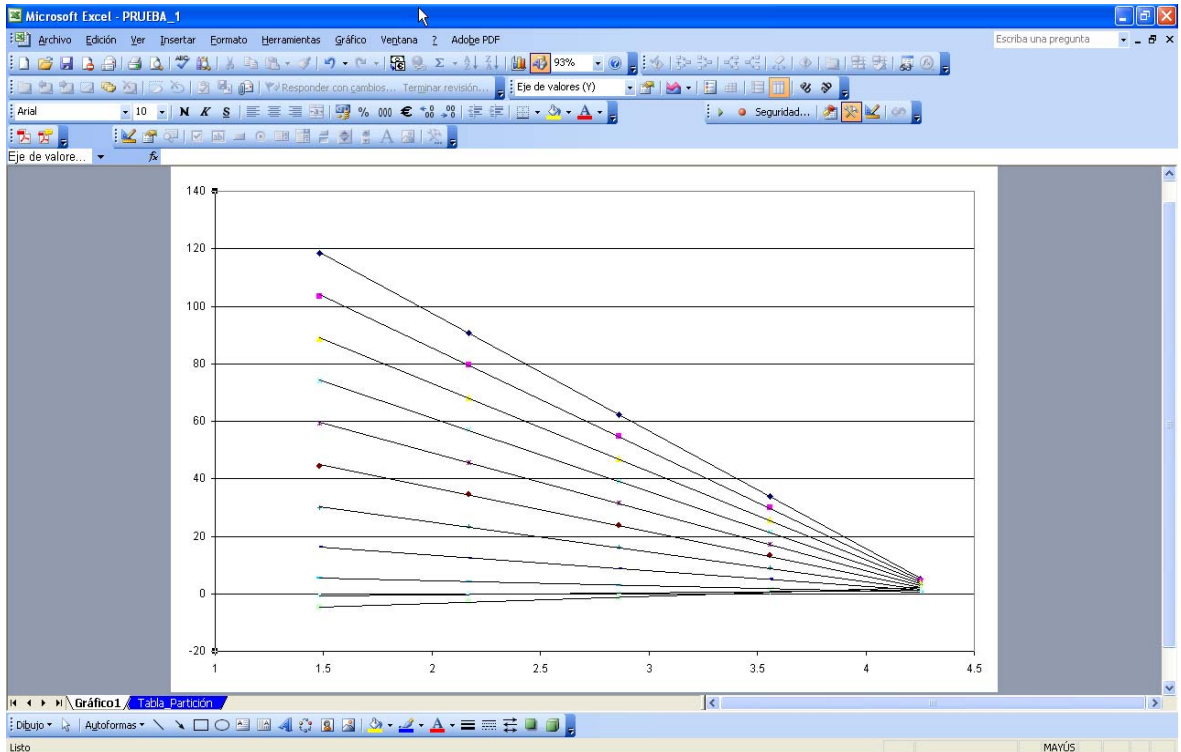 Microsoft Excel - PRUEBA_1
Archivo Edición Ver Insertar Formato Herramientas Gráfico Ventana ? Adobe PDF Escriba una pregunta
93%
Responder con cambios... Terminar revisión... Eje de valores (Y)
Arial 10 N K S % 000 € Seguridad...
Eje de valore... fx
140
120
100
80
60
40
20
0
-20
1 1.5 2 2.5 3 3.5 4 4.5
Gráfico1 Tabla_Partición
Dibujo Autoformas
Listo MAYÚS